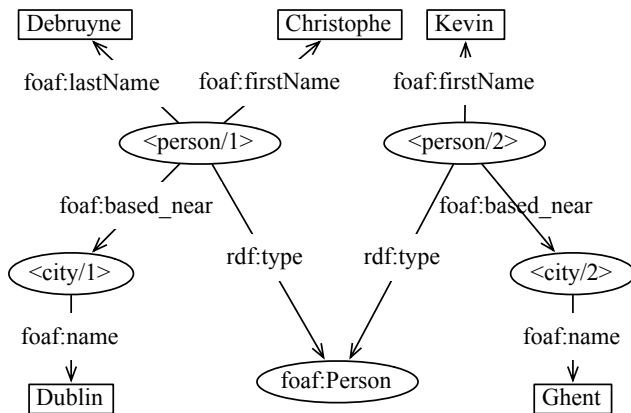 Debruyne Christophe Kevin
foaf:lastName foaf:firstName foaf:firstName
<person/1> <person/2>
foaf:based_near foaf:based_near
rdf:type rdf:type
<city/1> <city/2>
foaf:name foaf:name
foaf:Person
Dublin Ghent